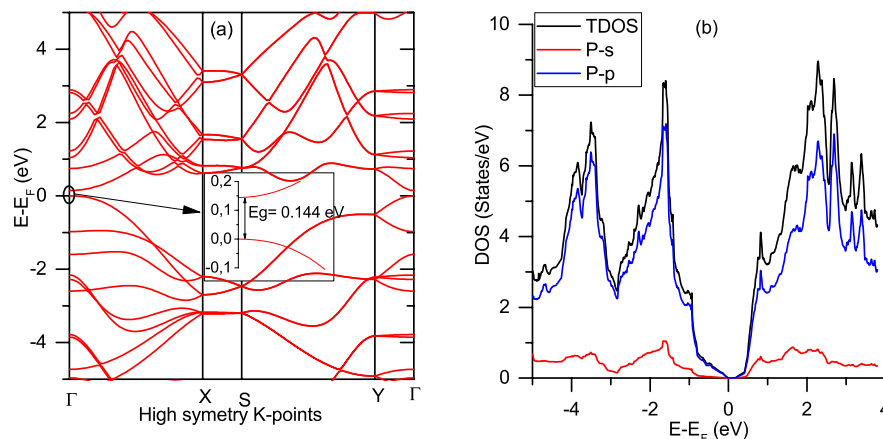 (a)
4
2
0
-2
-4
E-E_F (eV)
0,2
0,1
0,0
-0,1
Eg= 0.144 eV
Γ X S Y Γ
High symetry K-points
TDOS
P-s
P-p
(b)
10
8
6
4
2
0
DOS (States/eV)
-4 -2 0 2 4
E-E_F (eV)